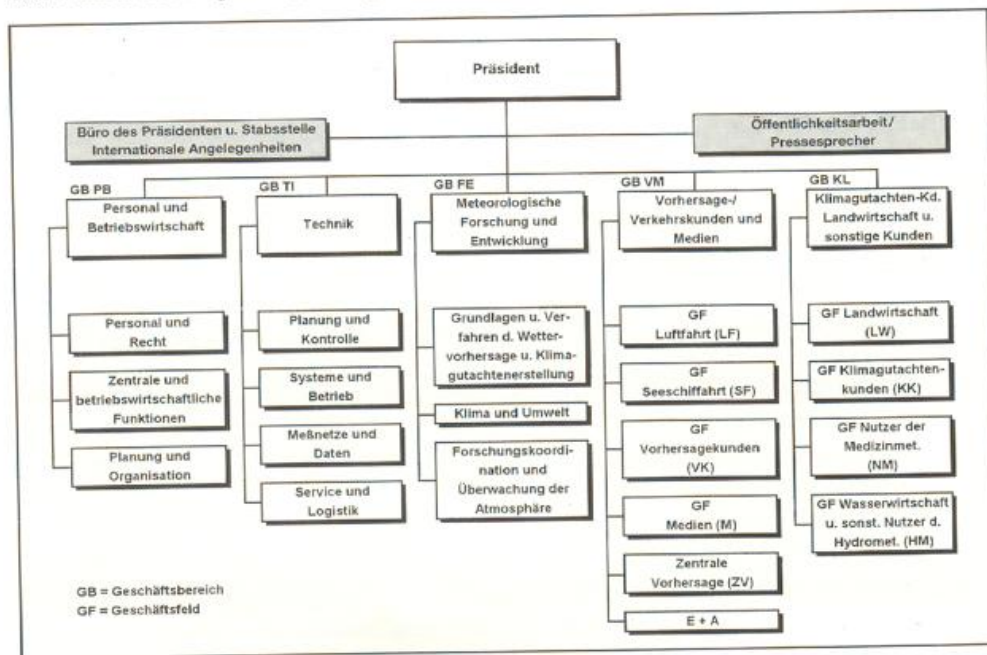 Präsident
Büro des Präsidenten u. Stabsstelle
Internationale Angelegenheiten
Öffentlichkeitsarbeit/
Pressesprecher
GB PB
Personal und
Betriebswirtschaft
Personal und
Recht
Zentrale und
betriebswirtschaftliche
Funktionen
Planung und
Organisation
GB TI
Technik
Planung und
Kontrolle
Systeme und
Betrieb
Meßnetze und
Daten
Service und
Logistik
GB FE
Meteorologische
Forschung und
Entwicklung
Grundlagen u. Ver-
fahren d. Wetter-
vorhersage u. Klima-
gutachtenerstellung
Klima und Umwelt
Forschungskoordi-
nation und
Überwachung der
Atmosphäre
GB VM
Vorhersage-/
Verkehrskunden und
Medien
GF
Luftfahrt (LF)
GF
Seeschiffahrt (SF)
GF
Vorhersagekunden
(VK)
GF
Medien (M)
Zentrale
Vorhersage (ZV)
E + A
GB KL
Klimagutachten-Kd.
Landwirtschaft u.
sonstige Kunden
GF Landwirtschaft
(LW)
GF Klimagutachten-
kunden (KK)
GF Nutzer der
Medizinmet.
(NM)
GF Wasserwirtschaft
u. sonst. Nutzer d.
Hydromet. (HM)
GB = Geschäftsbereich
GF = Geschäftsfeld